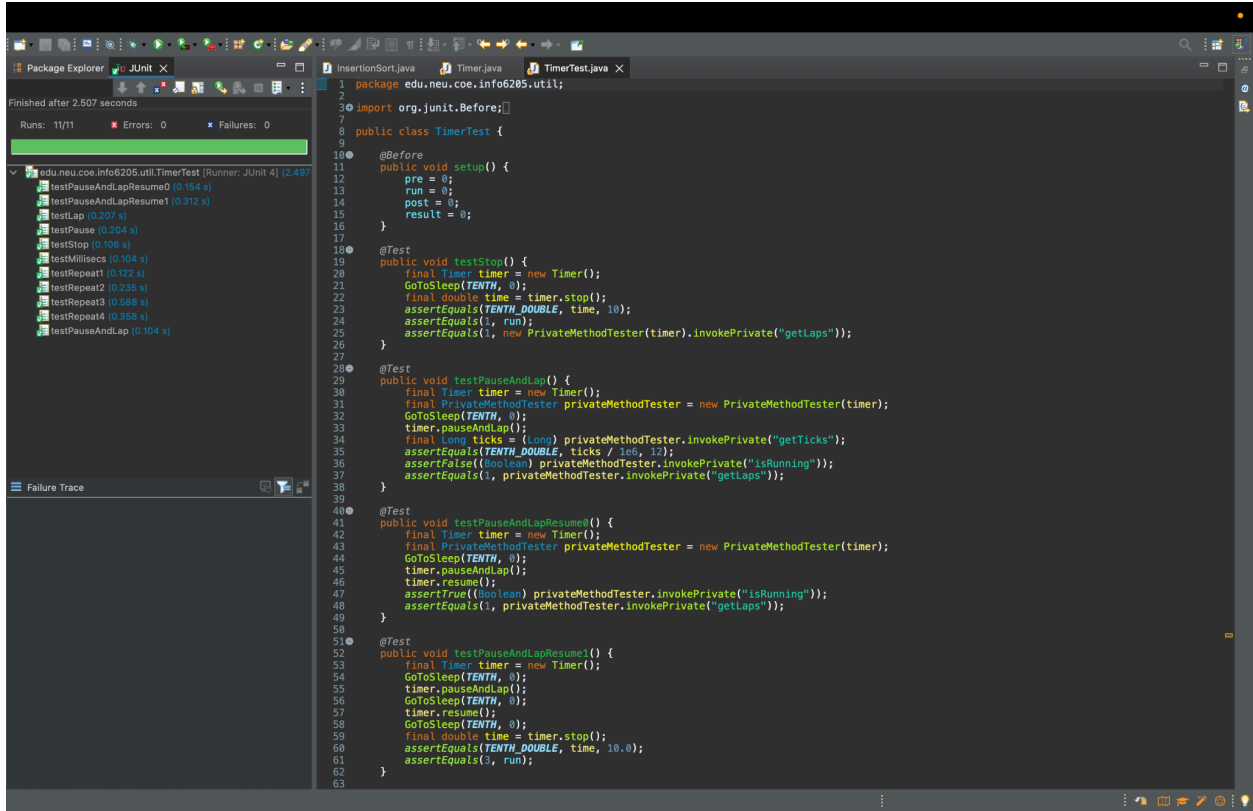 Package Explorer JUnit
Finished after 2.507 seconds
Runs: 11/11 Errors: 0 Failures: 0
edu.neu.coe.info6205.util.TimerTest [Runner: JUnit 4] (2.497
testPauseAndLapResume0 (0.154 s)
testPauseAndLapResume1 (0.312 s)
testLap (0.207 s)
testPause (0.204 s)
testStop (0.106 s)
testMillisecs (0.104 s)
testRepeat1 (0.122 s)
testRepeat2 (0.235 s)
testRepeat3 (0.588 s)
testRepeat4 (0.358 s)
testPauseAndLap (0.104 s)
Failure Trace
InsertionSort.java Timer.java TimerTest.java
1 package edu.neu.coe.info6205.util;
2
3 import org.junit.Before;
7
8 public class TimerTest {
9
10 @Before
11 public void setup() {
12 pre = 0;
13 run = 0;
14 post = 0;
15 result = 0;
16 }
17
18 @Test
19 public void testStop() {
20 final Timer timer = new Timer();
21 GoToSleep(TENTH, 0);
22 final double time = timer.stop();
23 assertEquals(TENTH_DOUBLE, time, 10);
24 assertEquals(1, run);
25 assertEquals(1, new PrivateMethodTester(timer).invokePrivate("getLaps"));
26 }
27
28 @Test
29 public void testPauseAndLap() {
30 final Timer timer = new Timer();
31 final PrivateMethodTester privateMethodTester = new PrivateMethodTester(timer);
32 GoToSleep(TENTH, 0);
33 timer.pauseAndLap();
34 final Long ticks = (Long) privateMethodTester.invokePrivate("getTicks");
35 assertEquals(TENTH_DOUBLE, ticks / 1e6, 12);
36 assertFalse((Boolean) privateMethodTester.invokePrivate("isRunning"));
37 assertEquals(1, privateMethodTester.invokePrivate("getLaps"));
38 }
39
40 @Test
41 public void testPauseAndLapResume0() {
42 final Timer timer = new Timer();
43 final PrivateMethodTester privateMethodTester = new PrivateMethodTester(timer);
44 GoToSleep(TENTH, 0);
45 timer.pauseAndLap();
46 timer.resume();
47 assertTrue((Boolean) privateMethodTester.invokePrivate("isRunning"));
48 assertEquals(1, privateMethodTester.invokePrivate("getLaps"));
49 }
50
51 @Test
52 public void testPauseAndLapResume1() {
53 final Timer timer = new Timer();
54 GoToSleep(TENTH, 0);
55 timer.pauseAndLap();
56 GoToSleep(TENTH, 0);
57 timer.resume();
58 GoToSleep(TENTH, 0);
59 final double time = timer.stop();
60 assertEquals(TENTH_DOUBLE, time, 10.0);
61 assertEquals(3, run);
62 }
63